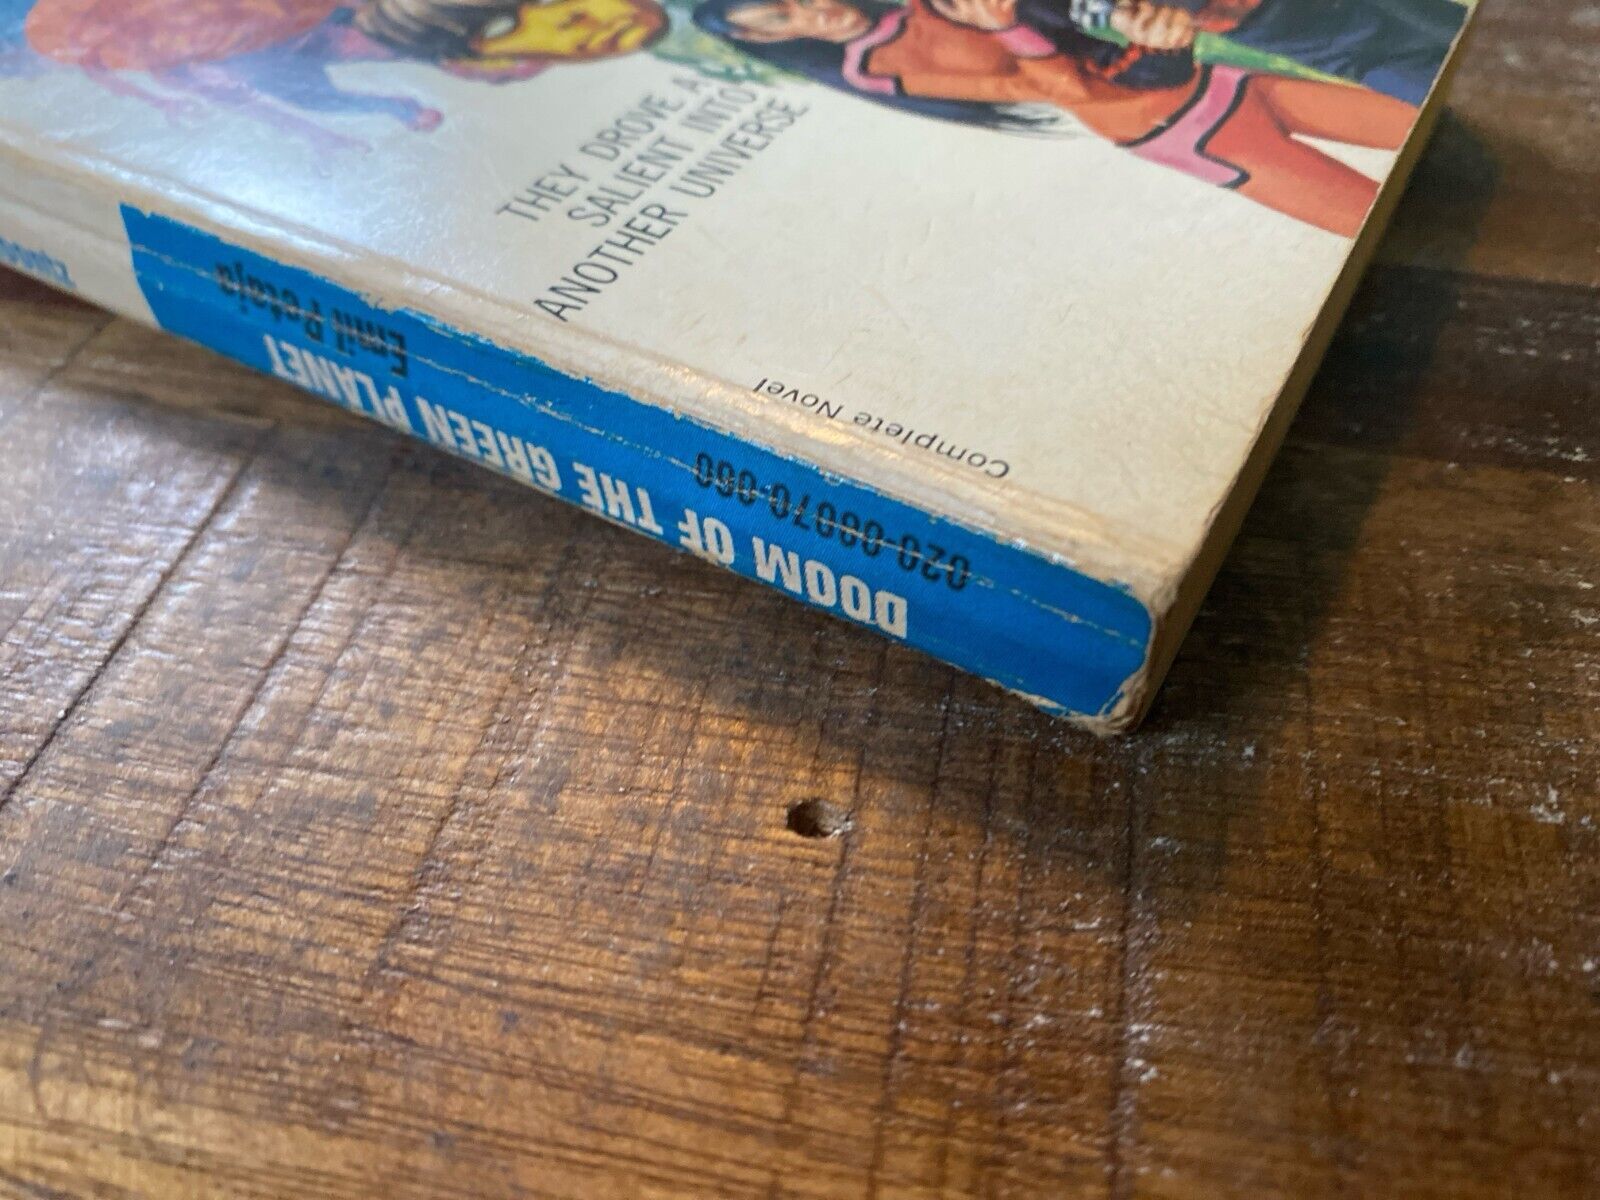 THEY DROVE A
SALIENT INTO
ANOTHER UNIVERSE
Complete Novel
020-00070-060
DOOM OF THE GREEN PLANET
Emil Petaja